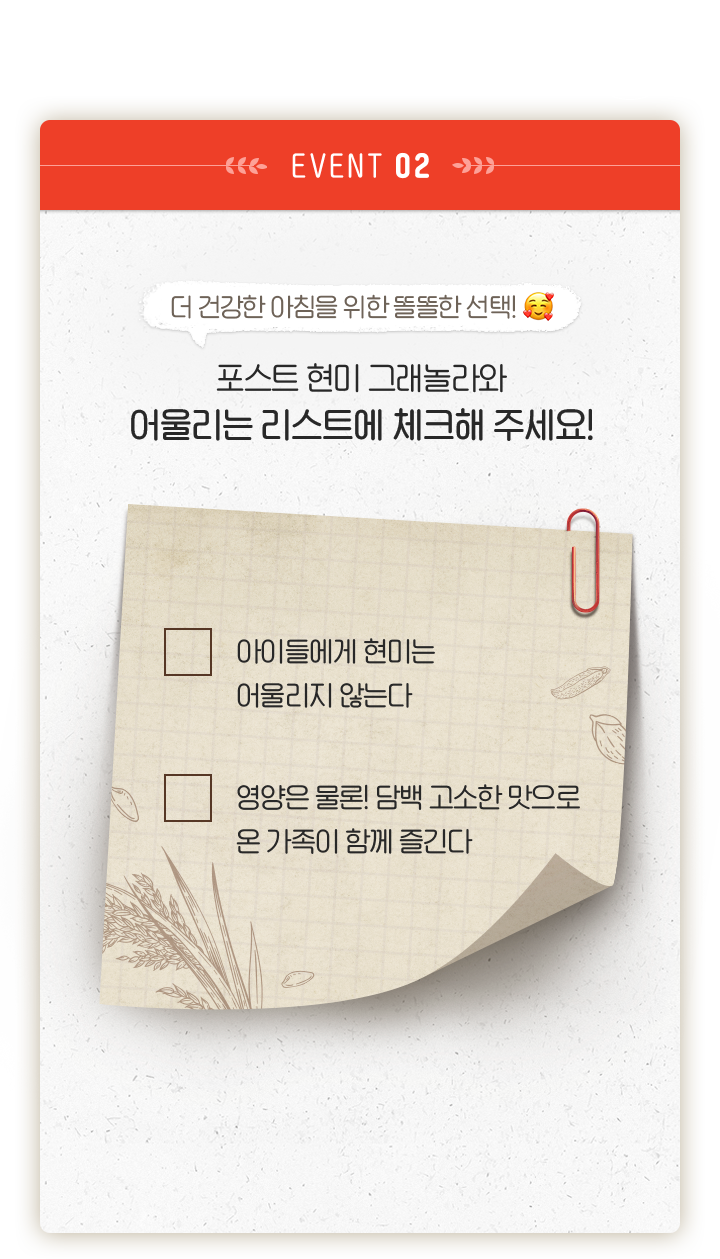 EVENT 02
더 건강한 아침을 위한 똘똘한 선택! 🥰
포스트 현미 그래놀라와
어울리는 리스트에 체크해 주세요!
아이들에게 현미는
어울리지 않는다
영양은 물론! 담백 고소한 맛으로
온 가족이 함께 즐긴다